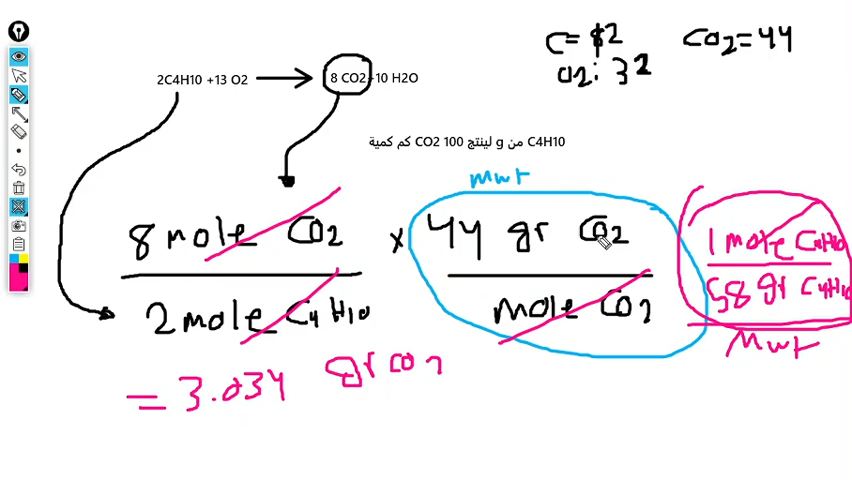 C= 12 CO2=44
O2: 32
2C4H10 +13 O2 → 8 CO2+10 H2O
كم كمية CO2 لينتج 100 g من C4H10
mwt
8 mole CO2 x 44 gr CO2 1 mole C4H10
2 mole C4H10 mole CO2 58 gr C4H10
Mwt
= 3.034 gr CO2